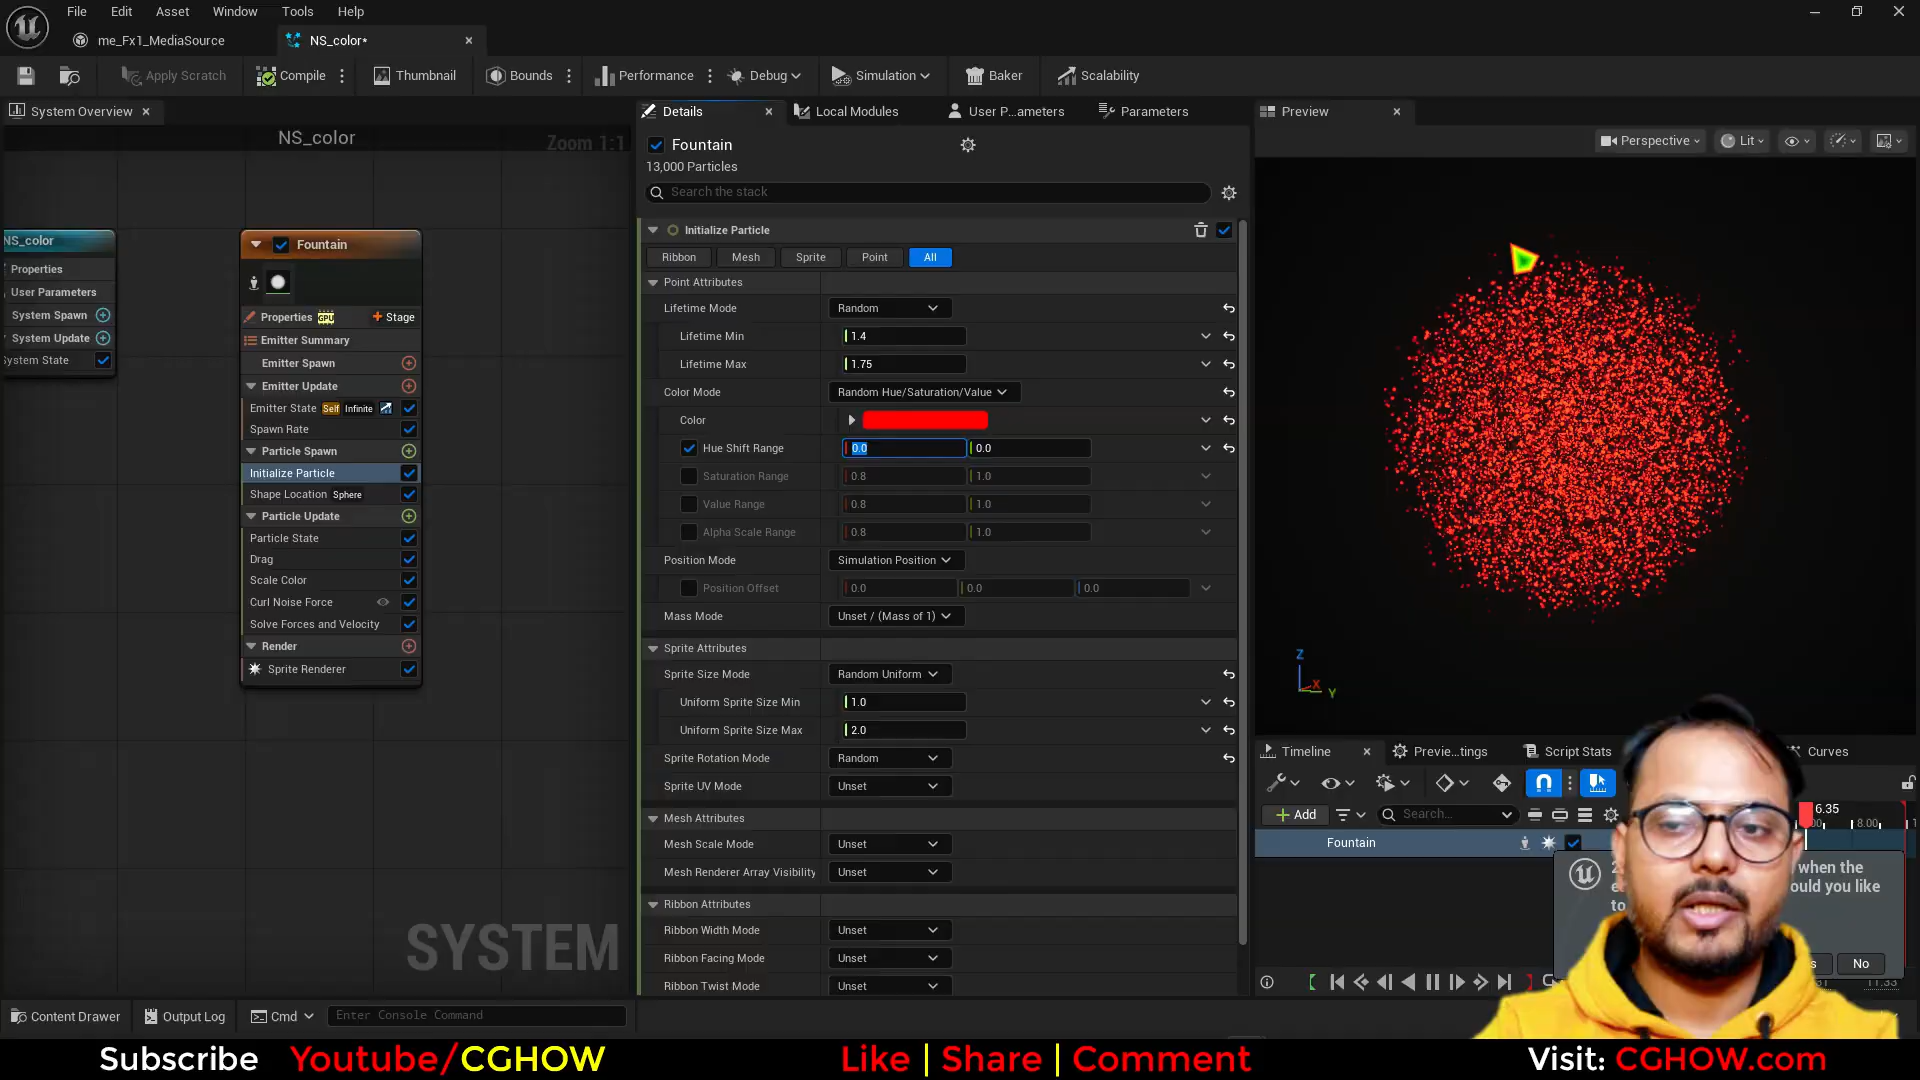 File Edit Asset Window Tools Help
me_Fx1_MediaSource NS_color*
Apply Scratch Compile Thumbnail Bounds Performance Debug Simulation Baker Scalability
System Overview
NS_color
Zoom 1:1
NS_color
Properties
User Parameters
System Spawn
System Update
System State
Fountain
Properties GPU Stage
Emitter Summary
Emitter Spawn
Emitter Update
Emitter State Self Infinite
Spawn Rate
Particle Spawn
Initialize Particle
Shape Location Sphere
Particle Update
Particle State
Drag
Scale Color
Curl Noise Force
Solve Forces and Velocity
Render
Sprite Renderer
SYSTEM
Details Local Modules User P...ameters Parameters
Fountain
13,000 Particles
Search the stack
Initialize Particle
Ribbon Mesh Sprite Point All
Point Attributes
Lifetime Mode Random
Lifetime Min 1.4
Lifetime Max 1.75
Color Mode Random Hue/Saturation/Value
Color
Hue Shift Range 0.0 0.0
Saturation Range 0.8 1.0
Value Range 0.8 1.0
Alpha Scale Range 0.8 1.0
Position Mode Simulation Position
Position Offset 0.0 0.0 0.0
Mass Mode Unset / (Mass of 1)
Sprite Attributes
Sprite Size Mode Random Uniform
Uniform Sprite Size Min 1.0
Uniform Sprite Size Max 2.0
Sprite Rotation Mode Random
Sprite UV Mode Unset
Mesh Attributes
Mesh Scale Mode Unset
Mesh Renderer Array Visibility Unset
Ribbon Attributes
Ribbon Width Mode Unset
Ribbon Facing Mode Unset
Ribbon Twist Mode Unset
Preview
Perspective Lit
Z
X
Y
Timeline Previe...tings Script Stats Curves
Add Search... 6.35
8.00
Fountain
when the
ould you like
to
No
11.33
Content Drawer Output Log Cmd Enter Console Command
Subscribe Youtube/CGHOW Like | Share | Comment Visit: CGHOW.com